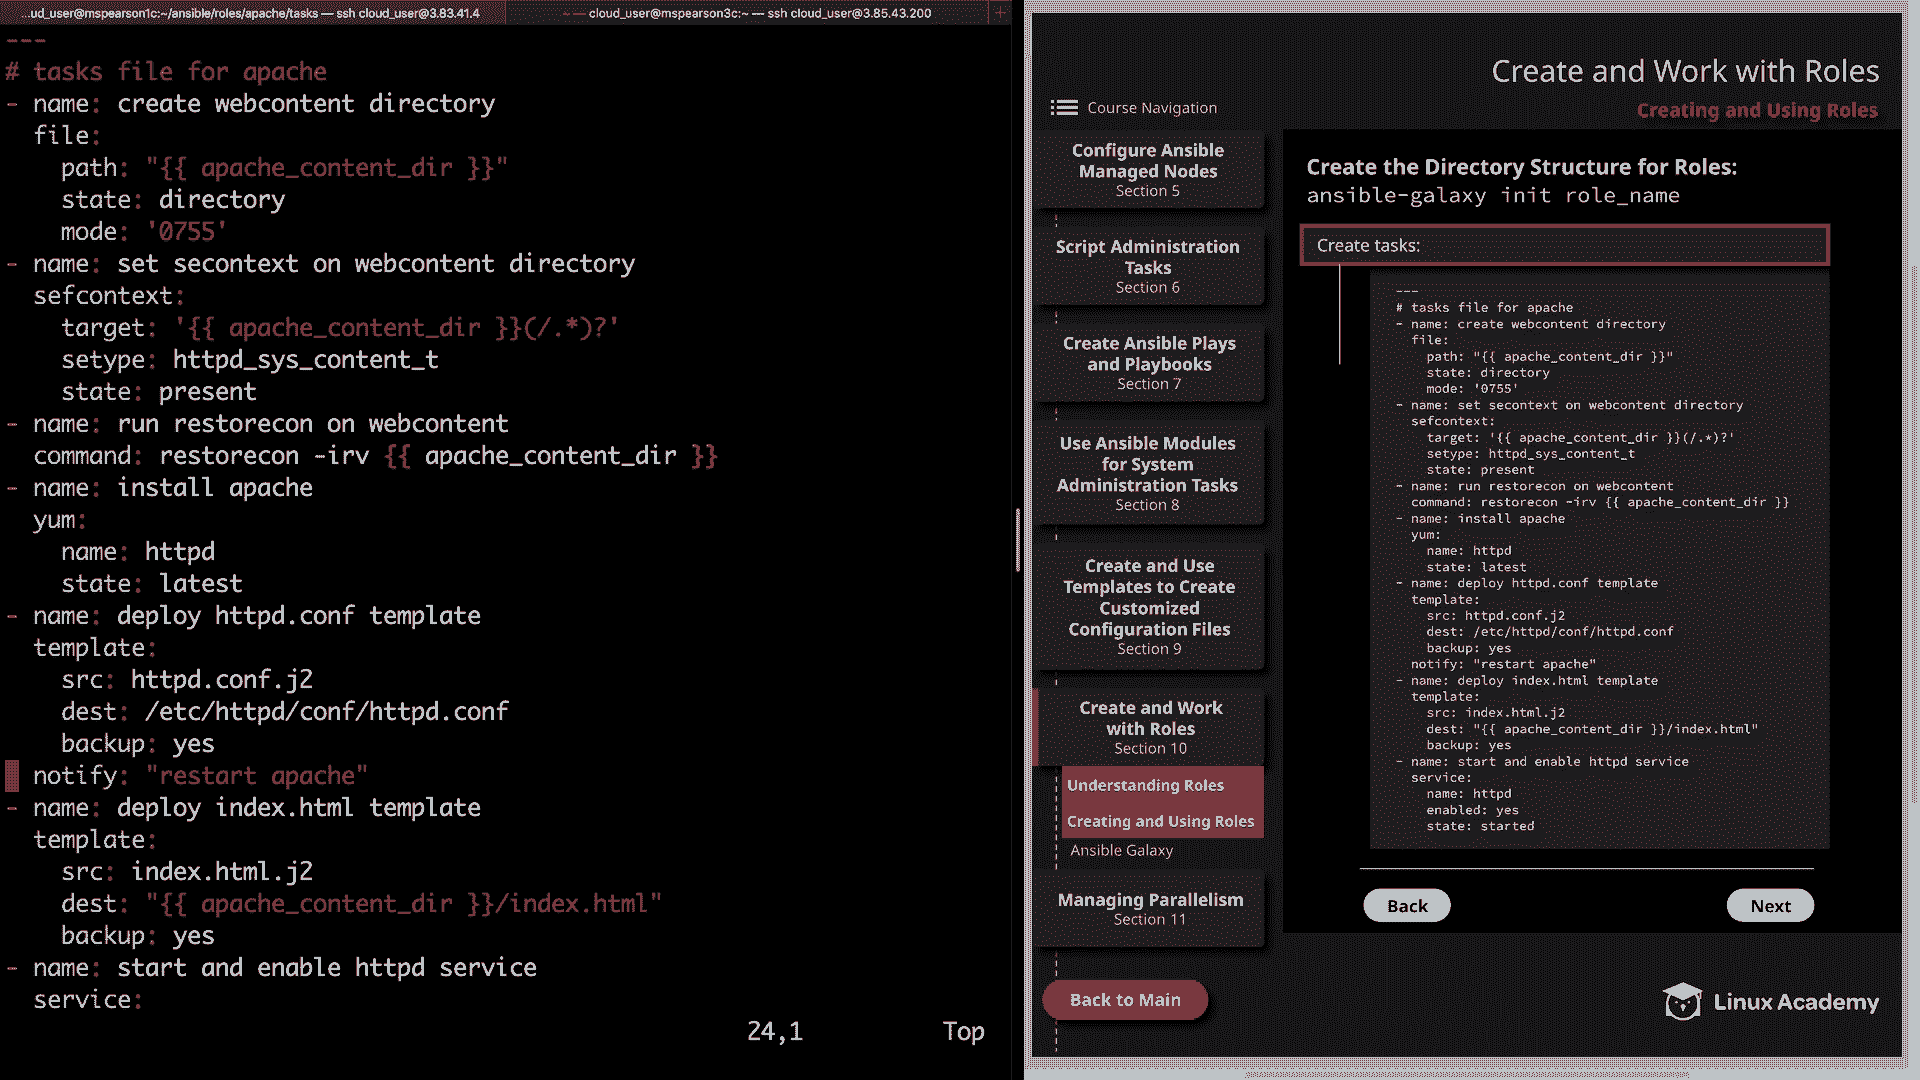 ...ud_user@mspearson1c:~/ansible/roles/apache/tasks — ssh cloud_user@3.83.41.4
~ — cloud_user@mspearson3c:~ — ssh cloud_user@3.85.43.200
+
---
# tasks file for apache
- name: create webcontent directory
  file:
    path: "{{ apache_content_dir }}"
    state: directory
    mode: '0755'
- name: set secontext on webcontent directory
  sefcontext:
    target: '{{ apache_content_dir }}(/.*)?'
    setype: httpd_sys_content_t
    state: present
- name: run restorecon on webcontent
  command: restorecon -irv {{ apache_content_dir }}
- name: install apache
  yum:
    name: httpd
    state: latest
- name: deploy httpd.conf template
  template:
    src: httpd.conf.j2
    dest: /etc/httpd/conf/httpd.conf
    backup: yes
  notify: "restart apache"
- name: deploy index.html template
  template:
    src: index.html.j2
    dest: "{{ apache_content_dir }}/index.html"
    backup: yes
- name: start and enable httpd service
  service:
24,1 Top
Create and Work with Roles
Creating and Using Roles
Course Navigation
Configure Ansible
Managed Nodes
Section 5
Script Administration
Tasks
Section 6
Create Ansible Plays
and Playbooks
Section 7
Use Ansible Modules
for System
Administration Tasks
Section 8
Create and Use
Templates to Create
Customized
Configuration Files
Section 9
Create and Work
with Roles
Section 10
Understanding Roles
Creating and Using Roles
Ansible Galaxy
Managing Parallelism
Section 11
Back to Main
Create the Directory Structure for Roles:
ansible-galaxy init role_name
Create tasks:
---
# tasks file for apache
- name: create webcontent directory
  file:
    path: "{{ apache_content_dir }}"
    state: directory
    mode: '0755'
- name: set secontext on webcontent directory
  sefcontext:
    target: '{{ apache_content_dir }}(/.*)?'
    setype: httpd_sys_content_t
    state: present
- name: run restorecon on webcontent
  command: restorecon -irv {{ apache_content_dir }}
- name: install apache
  yum:
    name: httpd
    state: latest
- name: deploy httpd.conf template
  template:
    src: httpd.conf.j2
    dest: /etc/httpd/conf/httpd.conf
    backup: yes
  notify: "restart apache"
- name: deploy index.html template
  template:
    src: index.html.j2
    dest: "{{ apache_content_dir }}/index.html"
    backup: yes
- name: start and enable httpd service
  service:
    name: httpd
    enabled: yes
    state: started
Back
Next
Linux Academy